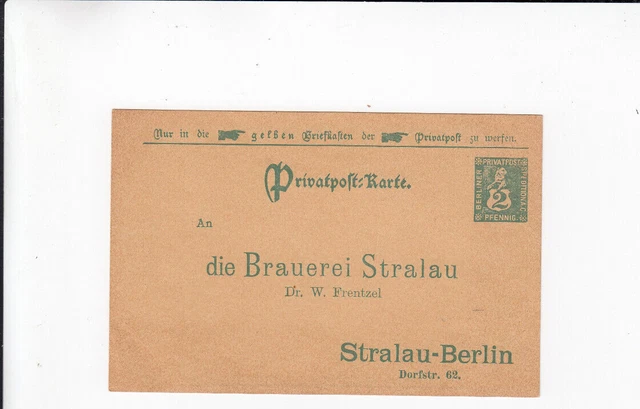 Nur in die gelben Briefkasten der Privatpost zu werfen.
Privatpost-Karte.
BERLINER PRIVATPOST SPEDITION A.G.
2
PFENNIG
An
die Brauerei Stralau
Dr. W. Frentzel
Stralau-Berlin
Dorfstr. 62.